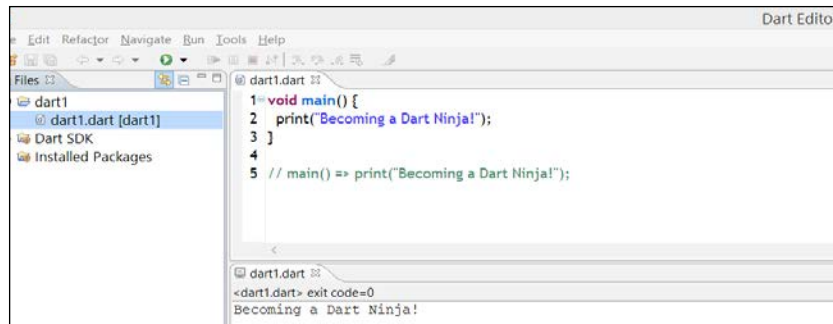 Dart Edito
e Edit Refactor Navigate Run Tools Help
Files
dart1
dart1.dart [dart1]
Dart SDK
Installed Packages
dart1.dart
1 void main() {
2 print("Becoming a Dart Ninja!");
3 }
4
5 // main() => print("Becoming a Dart Ninja!");
dart1.dart
<dart1.dart> exit code=0
Becoming a Dart Ninja!